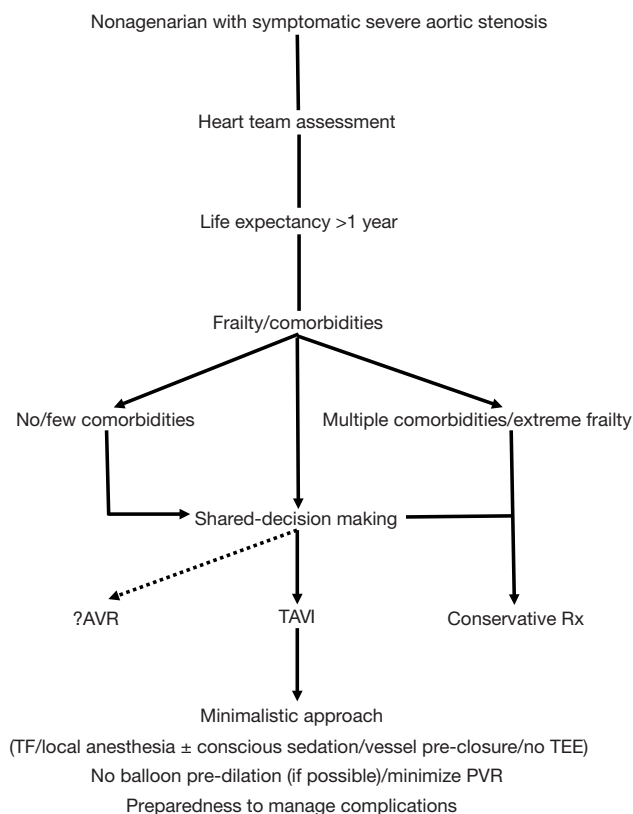 Nonagenarian with symptomatic severe aortic stenosis
Heart team assessment
Life expectancy >1 year
Frailty/comorbidities
No/few comorbidities
Multiple comorbidities/extreme frailty
Shared-decision making
?AVR
TAVI
Conservative Rx
Minimalistic approach
(TF/local anesthesia ± conscious sedation/vessel pre-closure/no TEE)
No balloon pre-dilation (if possible)/minimize PVR
Preparedness to manage complications